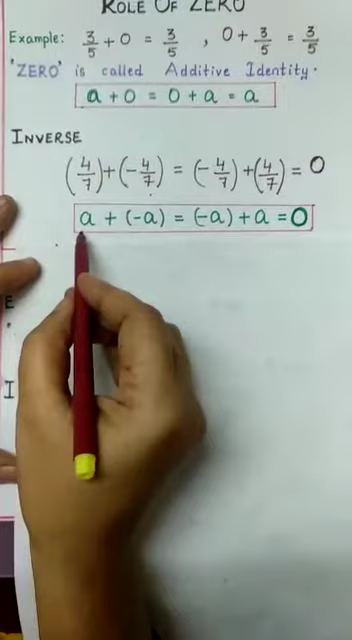 ROLE OF ZERO
Example: 3/5 + 0 = 3/5 , 0 + 3/5 = 3/5
'ZERO' is called Additive Identity.
a + 0 = 0 + a = a
INVERSE
(4/7) + (-4/7) = (-4/7) + (4/7) = 0
a + (-a) = (-a) + a = 0
E
I